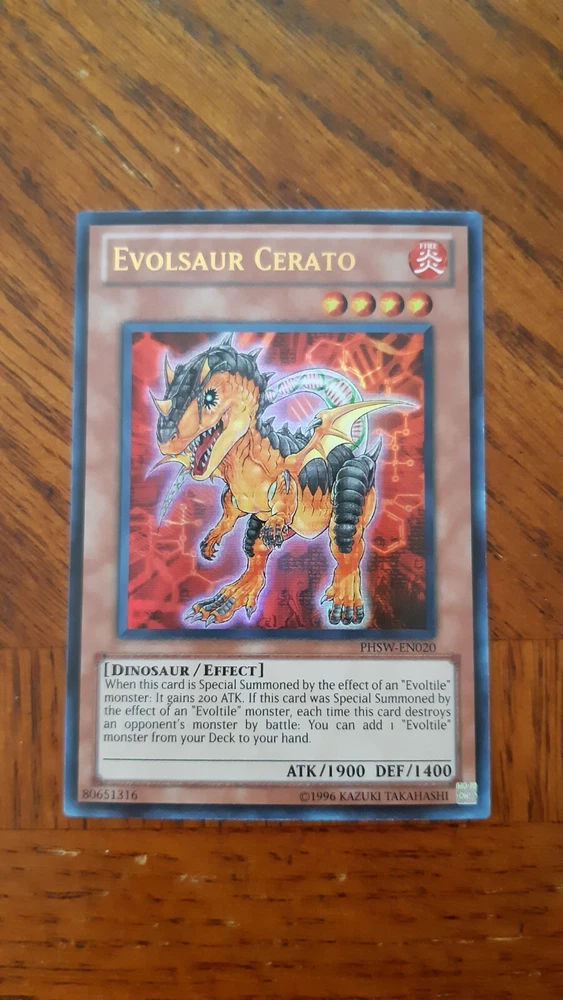 EVOLSAUR CERATO
FIRE
炎
PHSW-EN020
[DINOSAUR / EFFECT]
When this card is Special Summoned by the effect of an "Evoltile"
monster: It gains 200 ATK. If this card was Special Summoned by
the effect of an "Evoltile" monster, each time this card destroys
an opponent's monster by battle: You can add 1 "Evoltile"
monster from your Deck to your hand.
ATK/1900 DEF/1400
80651316
©1996 KAZUKI TAKAHASHI